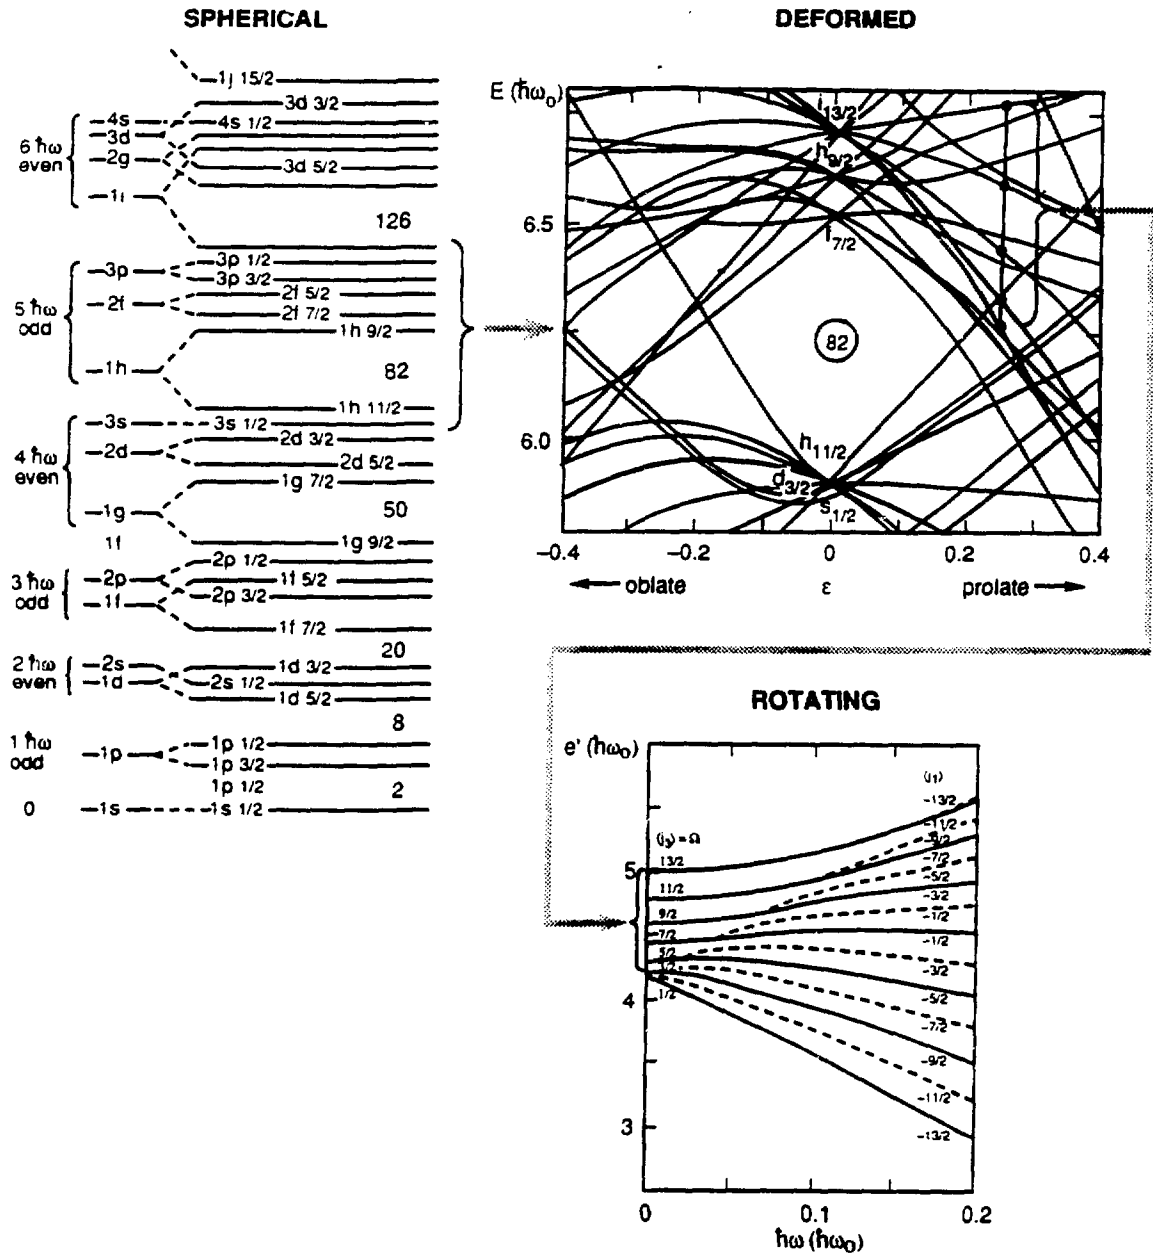 SPHERICAL
1j 15/2
3d 3/2
4s
4s 1/2
3d
6 ħω
even
2g
3d 5/2
1i
126
3p 1/2
3p
3p 3/2
5 ħω
odd
2f
2f 5/2
2f 7/2
1h 9/2
1h
82
1h 11/2
3s
3s 1/2
2d 3/2
4 ħω
even
2d
2d 5/2
1g 7/2
1g
50
1g 9/2
1f
2p 1/2
3 ħω
odd
2p
1f 5/2
2p 3/2
1f
1f 7/2
20
2 ħω
even
2s
1d 3/2
1d
2s 1/2
1d 5/2
8
1 ħω
odd
1p 1/2
1p
1p 3/2
1p 1/2
2
0
1s
1s 1/2
DEFORMED
E (ħω₀)
i13/2
h9/2
6.5
f7/2
82
6.0
h11/2
d3/2
s1/2
−0.4 −0.2 0 0.2 0.4
oblate ε prolate
ROTATING
e' (ħω₀)
⟨j₁⟩
−13/2
−11/2
−9/2
−7/2
−5/2
−3/2
−1/2
−1/2
−3/2
−5/2
−7/2
−9/2
−11/2
−13/2
⟨j₃⟩ = Ω
13/2
11/2
9/2
7/2
5/2
3/2
1/2
5
4
3
0 0.1 0.2
ħω (ħω₀)